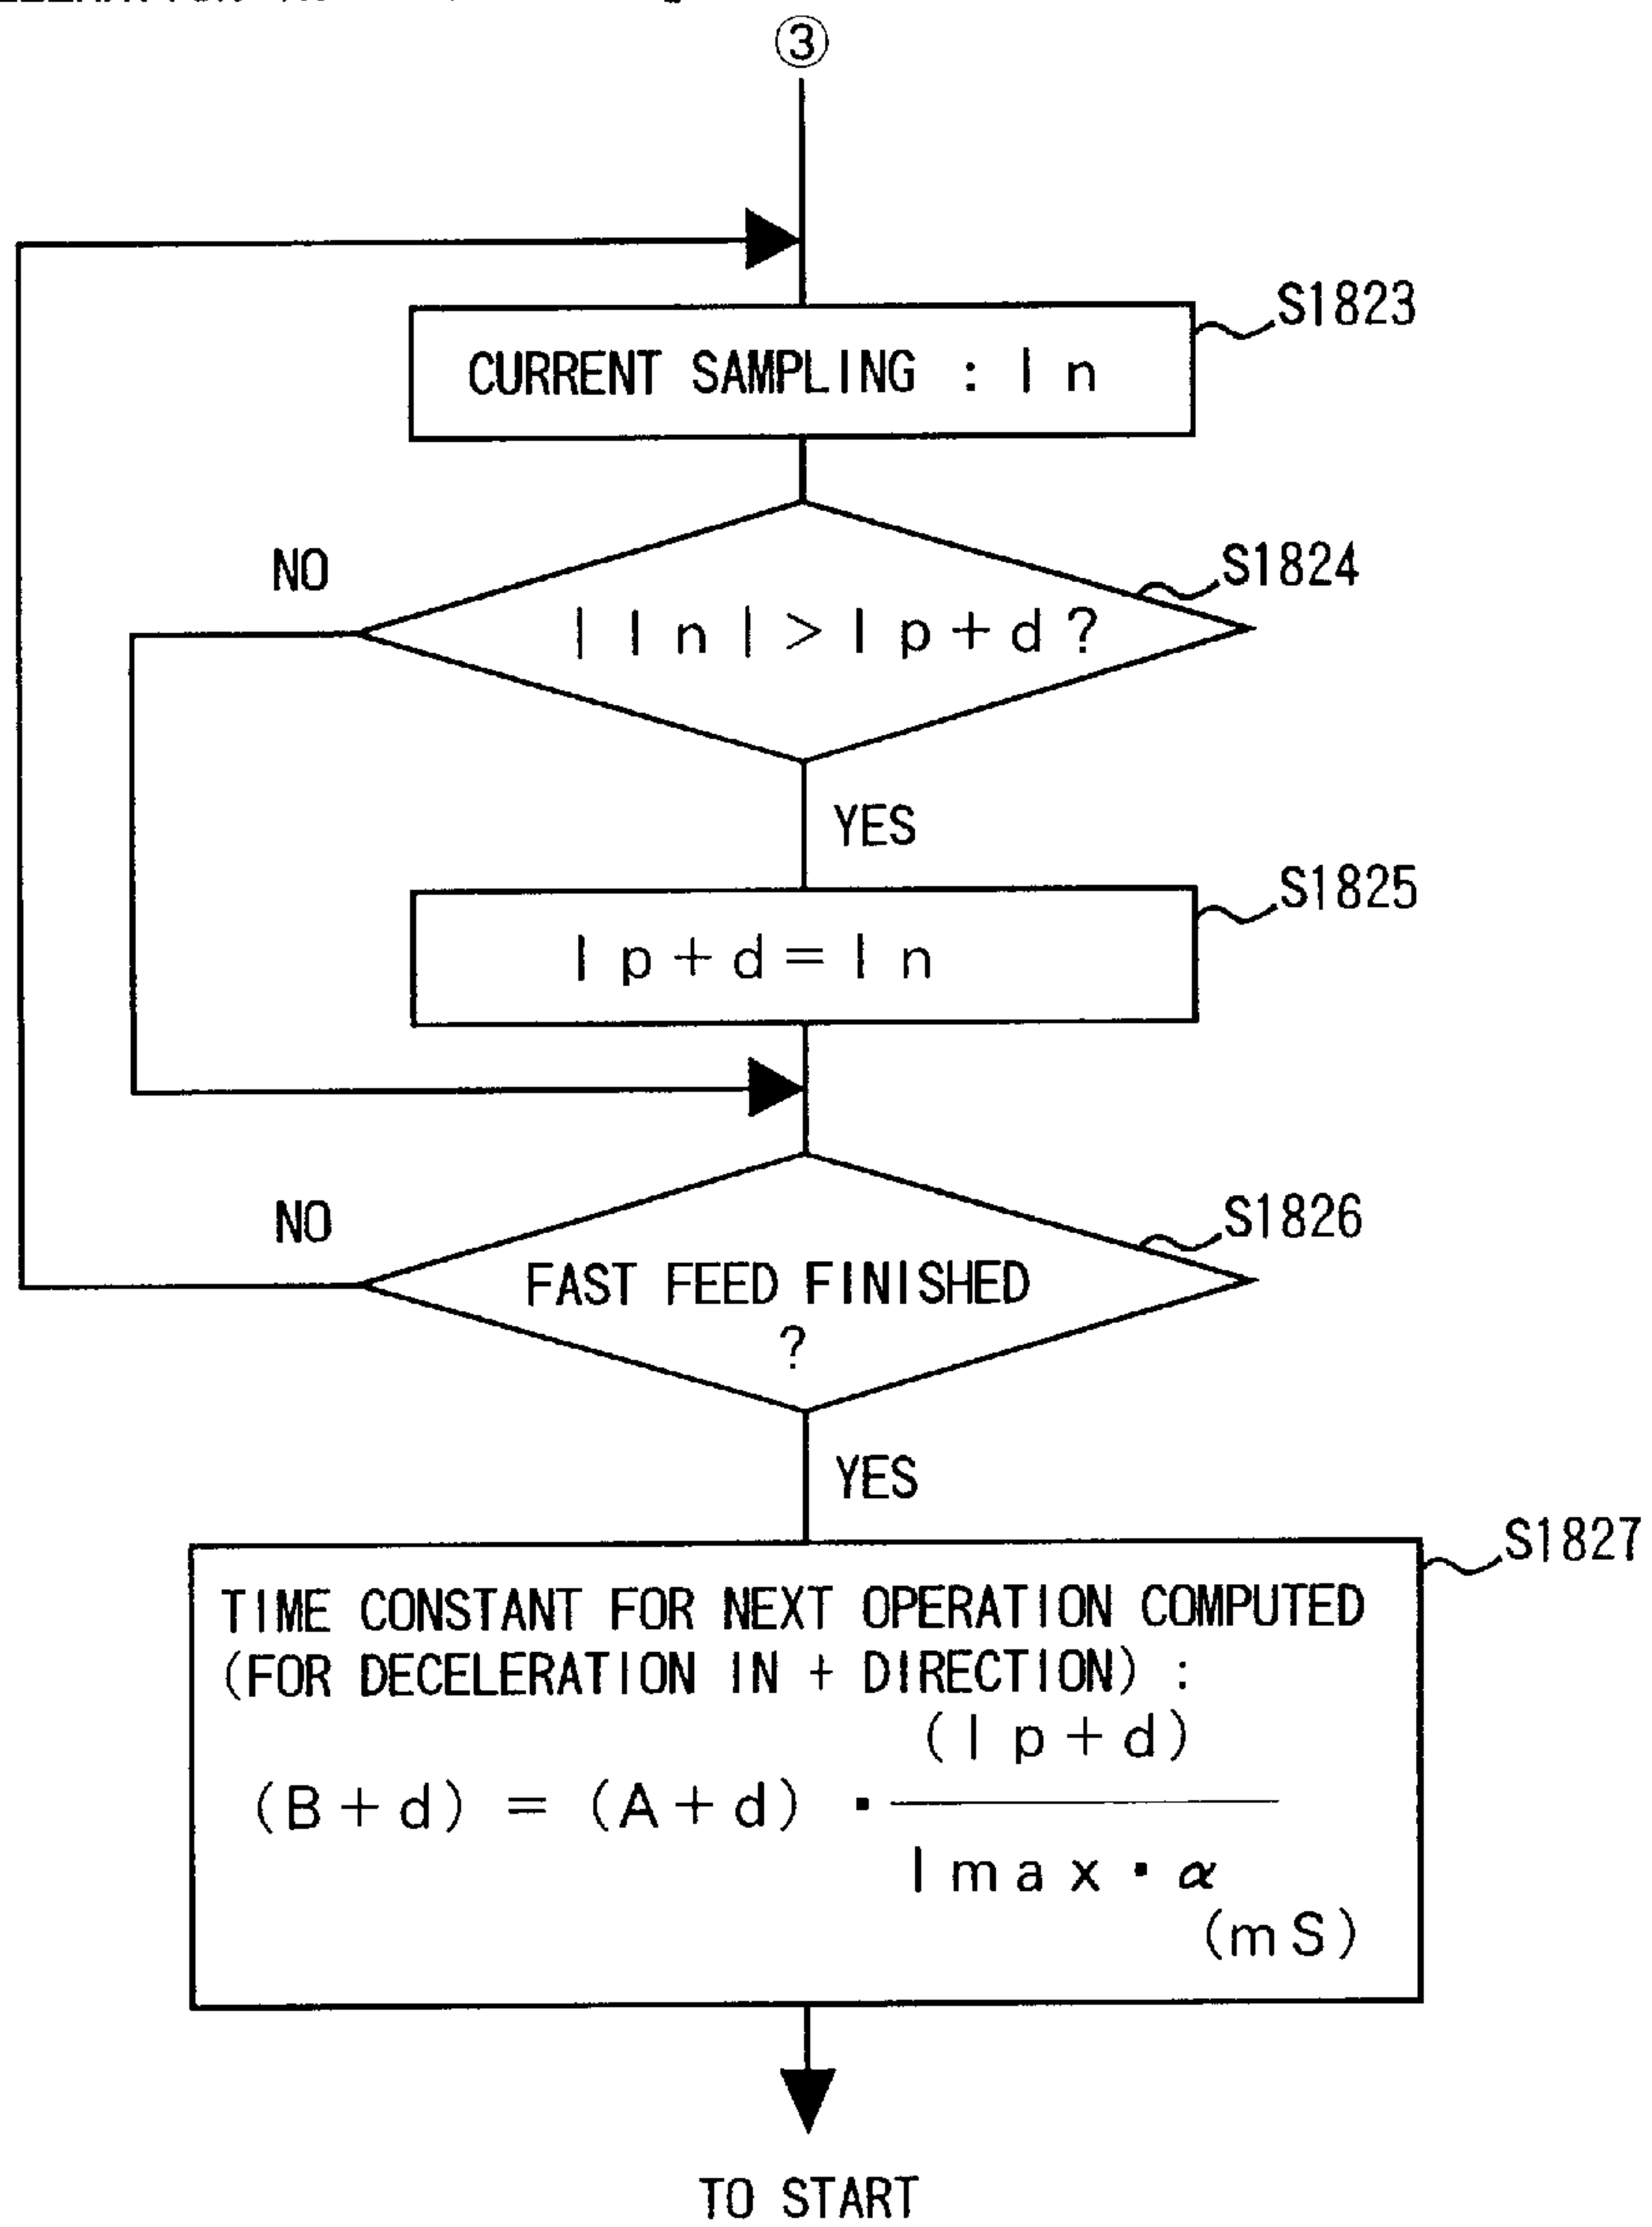 ③
S1823
CURRENT SAMPLING : I n
NO
S1824
| I n | > I p + d ?
YES
S1825
I p + d = I n
NO
S1826
FAST FEED FINISHED
?
YES
S1827
TIME CONSTANT FOR NEXT OPERATION COMPUTED
(FOR DECELERATION IN + DIRECTION) :
(I p + d)
(B + d) = (A + d) ·
I m a x · α
(m S)
TO START